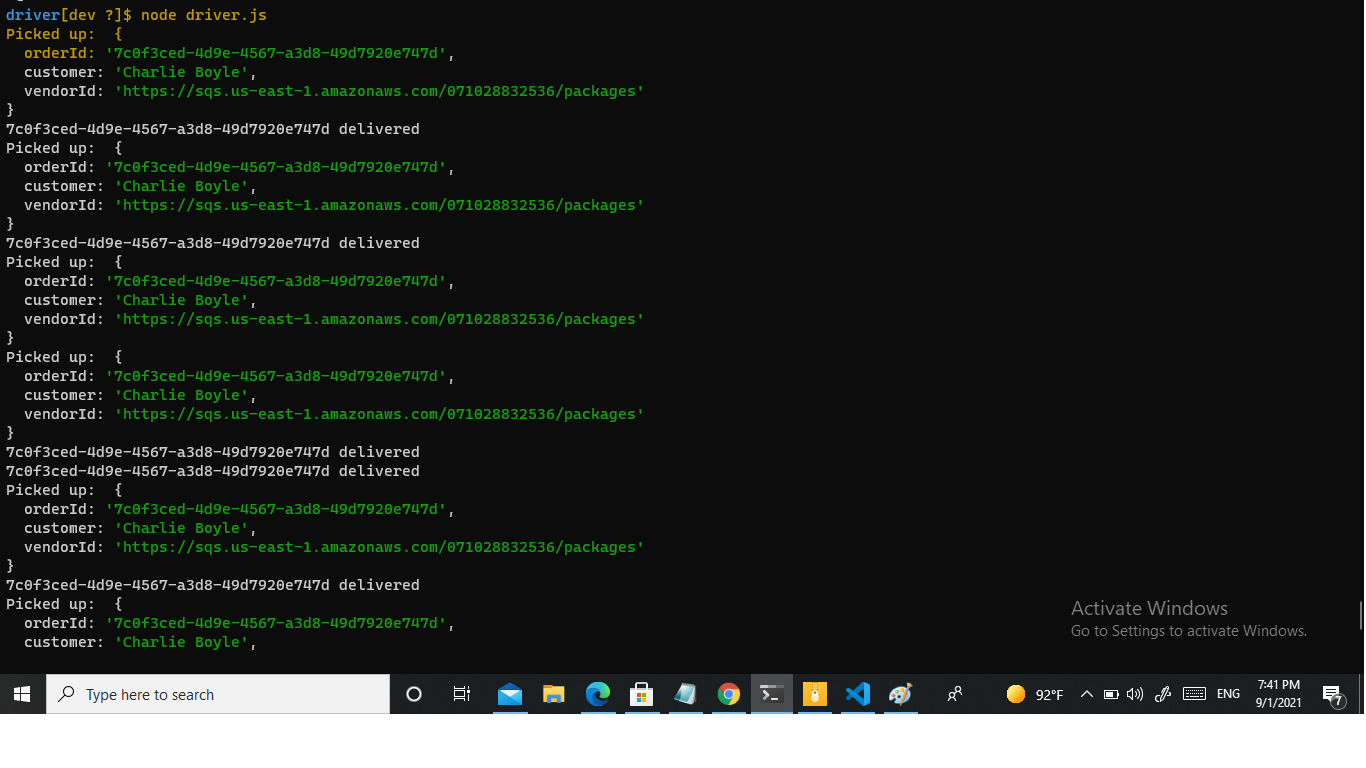 driver[dev ?]$ node driver.js
Picked up:  {
  orderId: '7c0f3ced-4d9e-4567-a3d8-49d7920e747d',
  customer: 'Charlie Boyle',
  vendorId: 'https://sqs.us-east-1.amazonaws.com/071028832536/packages'
}
7c0f3ced-4d9e-4567-a3d8-49d7920e747d delivered
Picked up:  {
  orderId: '7c0f3ced-4d9e-4567-a3d8-49d7920e747d',
  customer: 'Charlie Boyle',
  vendorId: 'https://sqs.us-east-1.amazonaws.com/071028832536/packages'
}
7c0f3ced-4d9e-4567-a3d8-49d7920e747d delivered
Picked up:  {
  orderId: '7c0f3ced-4d9e-4567-a3d8-49d7920e747d',
  customer: 'Charlie Boyle',
  vendorId: 'https://sqs.us-east-1.amazonaws.com/071028832536/packages'
}
Picked up:  {
  orderId: '7c0f3ced-4d9e-4567-a3d8-49d7920e747d',
  customer: 'Charlie Boyle',
  vendorId: 'https://sqs.us-east-1.amazonaws.com/071028832536/packages'
}
7c0f3ced-4d9e-4567-a3d8-49d7920e747d delivered
7c0f3ced-4d9e-4567-a3d8-49d7920e747d delivered
Picked up:  {
  orderId: '7c0f3ced-4d9e-4567-a3d8-49d7920e747d',
  customer: 'Charlie Boyle',
  vendorId: 'https://sqs.us-east-1.amazonaws.com/071028832536/packages'
}
7c0f3ced-4d9e-4567-a3d8-49d7920e747d delivered
Picked up:  {
  orderId: '7c0f3ced-4d9e-4567-a3d8-49d7920e747d',
  customer: 'Charlie Boyle',
Activate Windows
Go to Settings to activate Windows.
Type here to search
92°F
ENG
7:41 PM
9/1/2021
7